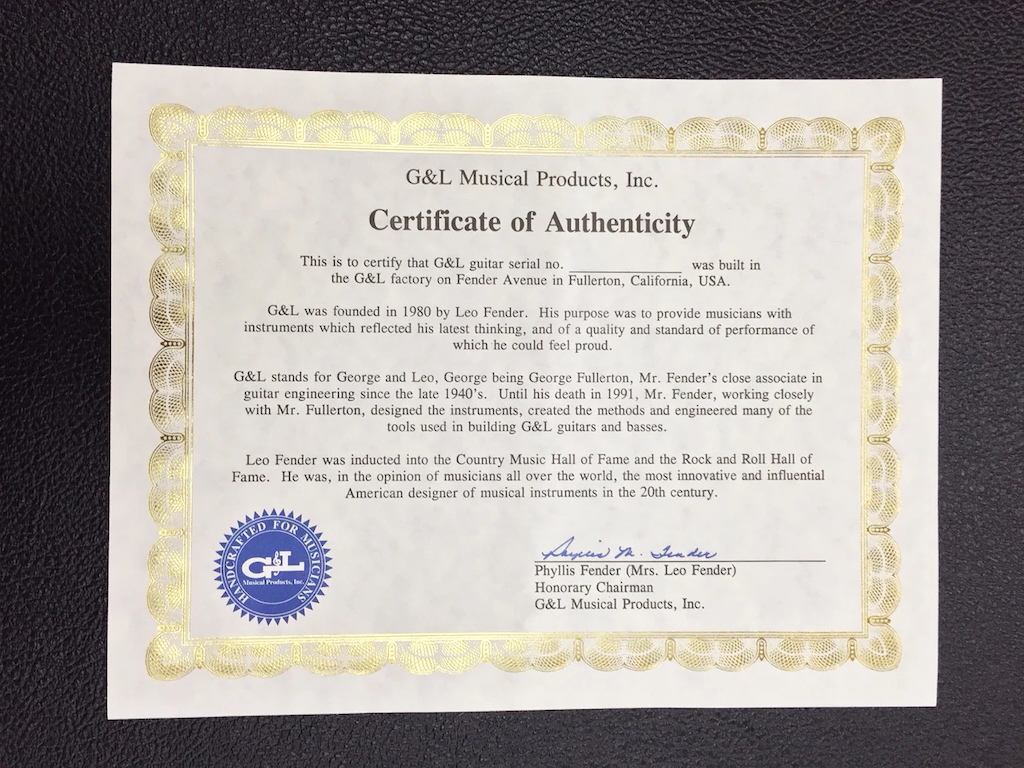 G&L Musical Products, Inc.
Certificate of Authenticity
This is to certify that G&L guitar serial no. ________________ was built in
the G&L factory on Fender Avenue in Fullerton, California, USA.
G&L was founded in 1980 by Leo Fender. His purpose was to provide musicians with
instruments which reflected his latest thinking, and of a quality and standard of performance of
which he could feel proud.
G&L stands for George and Leo, George being George Fullerton, Mr. Fender's close associate in
guitar engineering since the late 1940's. Until his death in 1991, Mr. Fender, working closely
with Mr. Fullerton, designed the instruments, created the methods and engineered many of the
tools used in building G&L guitars and basses.
Leo Fender was inducted into the Country Music Hall of Fame and the Rock and Roll Hall of
Fame. He was, in the opinion of musicians all over the world, the most innovative and influential
American designer of musical instruments in the 20th century.
HANDCRAFTED FOR MUSICIANS
G&L
Musical Products, Inc.
Phyllis M. Fender
Phyllis Fender (Mrs. Leo Fender)
Honorary Chairman
G&L Musical Products, Inc.